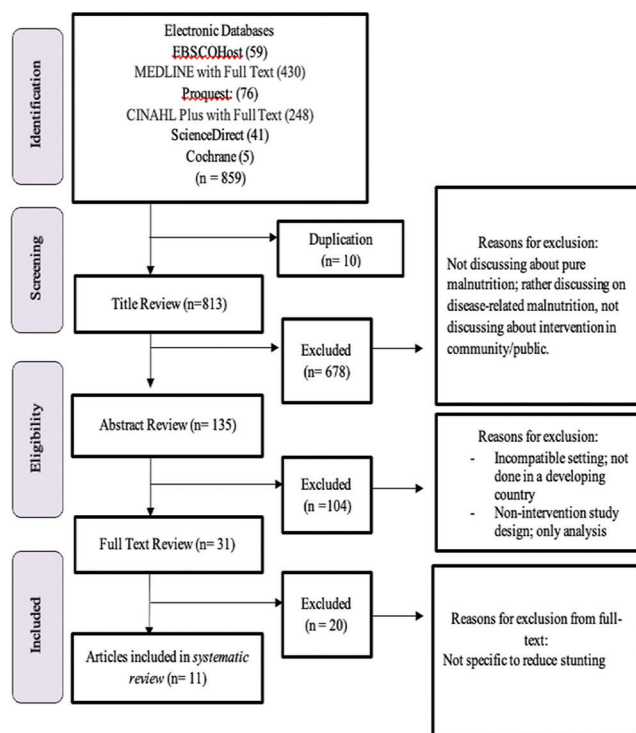 Identification
Electronic Databases
EBSCOHost (59)
MEDLINE with Full Text (430)
Proquest: (76)
CINAHL Plus with Full Text (248)
ScienceDirect (41)
Cochrane (5)
(n = 859)
Screening
Duplication
(n= 10)
Title Review (n=813)
Excluded
(n= 678)
Reasons for exclusion:
Not discussing about pure
malnutrition; rather discussing on
disease-related malnutrition, not
discussing about intervention in
community/public.
Eligibility
Abstract Review (n= 135)
Excluded
(n =104)
Reasons for exclusion:
- Incompatible setting; not
done in a developing
country
- Non-intervention study
design; only analysis
Full Text Review (n= 31)
Included
Excluded
(n = 20)
Reasons for exclusion from full-
text:
Not specific to reduce stunting
Articles included in systematic
review (n= 11)